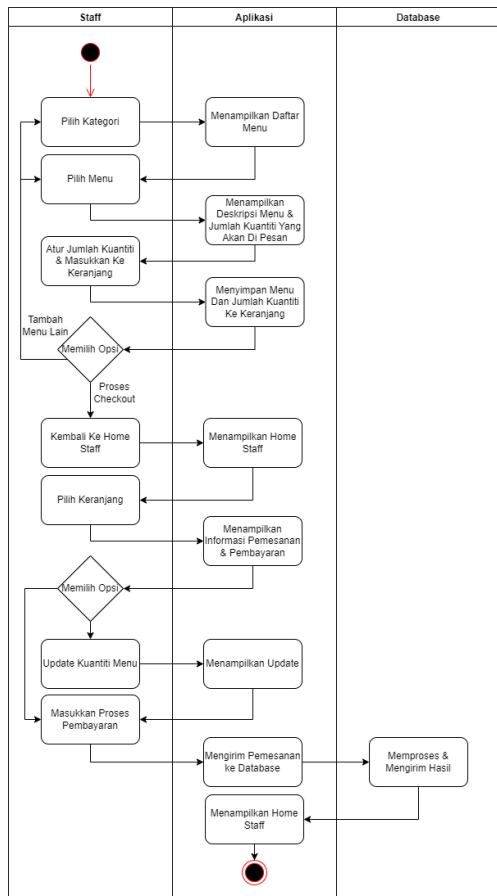 Staff
Aplikasi
Database
Pilih Kategori
Menampilkan Daftar
Menu
Pilih Menu
Menampilkan
Deskripsi Menu &
Jumlah Kuantiti Yang
Akan Di Pesan
Atur Jumlah Kuantiti
& Masukkan Ke
Keranjang
Menyimpan Menu
Dan Jumlah Kuantiti
Ke Keranjang
Tambah
Menu Lain
Memilih Opsi
Proses
Checkout
Kembali Ke Home
Staff
Menampilkan Home
Staff
Pilih Keranjang
Menampilkan
Informasi Pemesanan
& Pembayaran
Memilih Opsi
Update Kuantiti Menu
Menampilkan Update
Masukkan Proses
Pembayaran
Mengirim Pemesanan
ke Database
Memproses &
Mengirim Hasil
Menampilkan Home
Staff